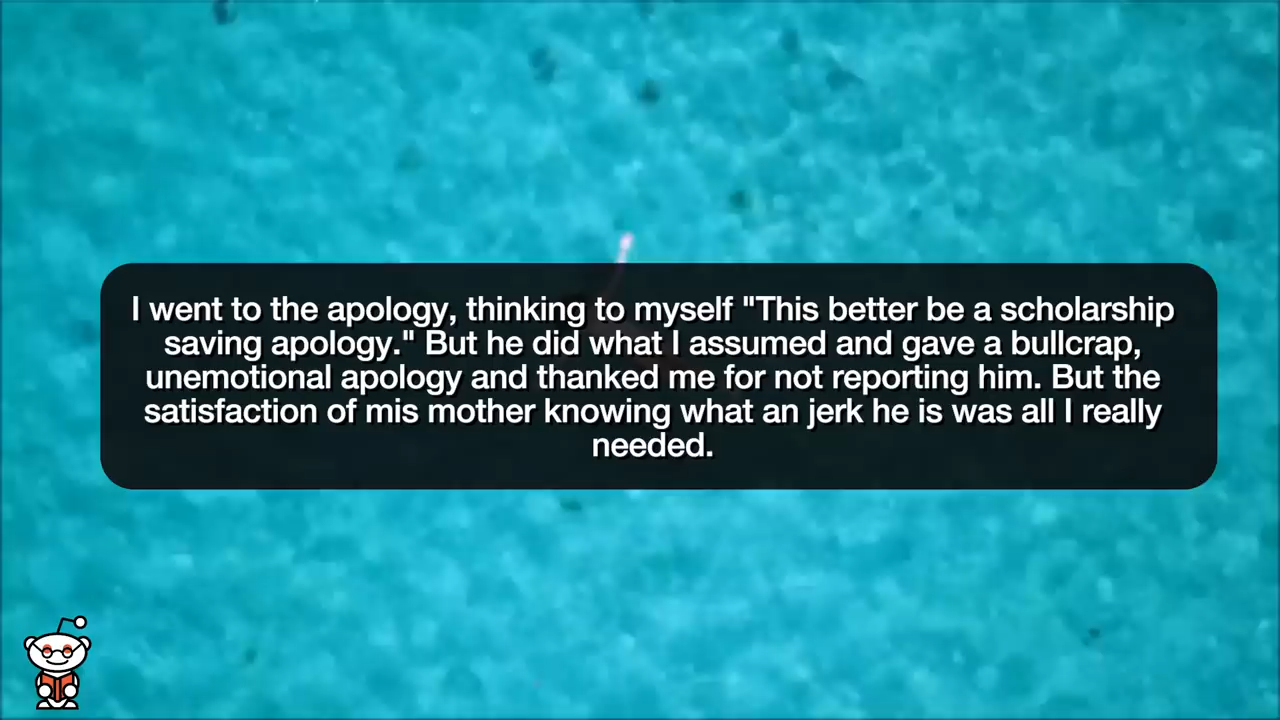 I went to the apology, thinking to myself "This better be a scholarship
saving apology." But he did what I assumed and gave a bullcrap,
unemotional apology and thanked me for not reporting him. But the
satisfaction of mis mother knowing what an jerk he is was all I really
needed.